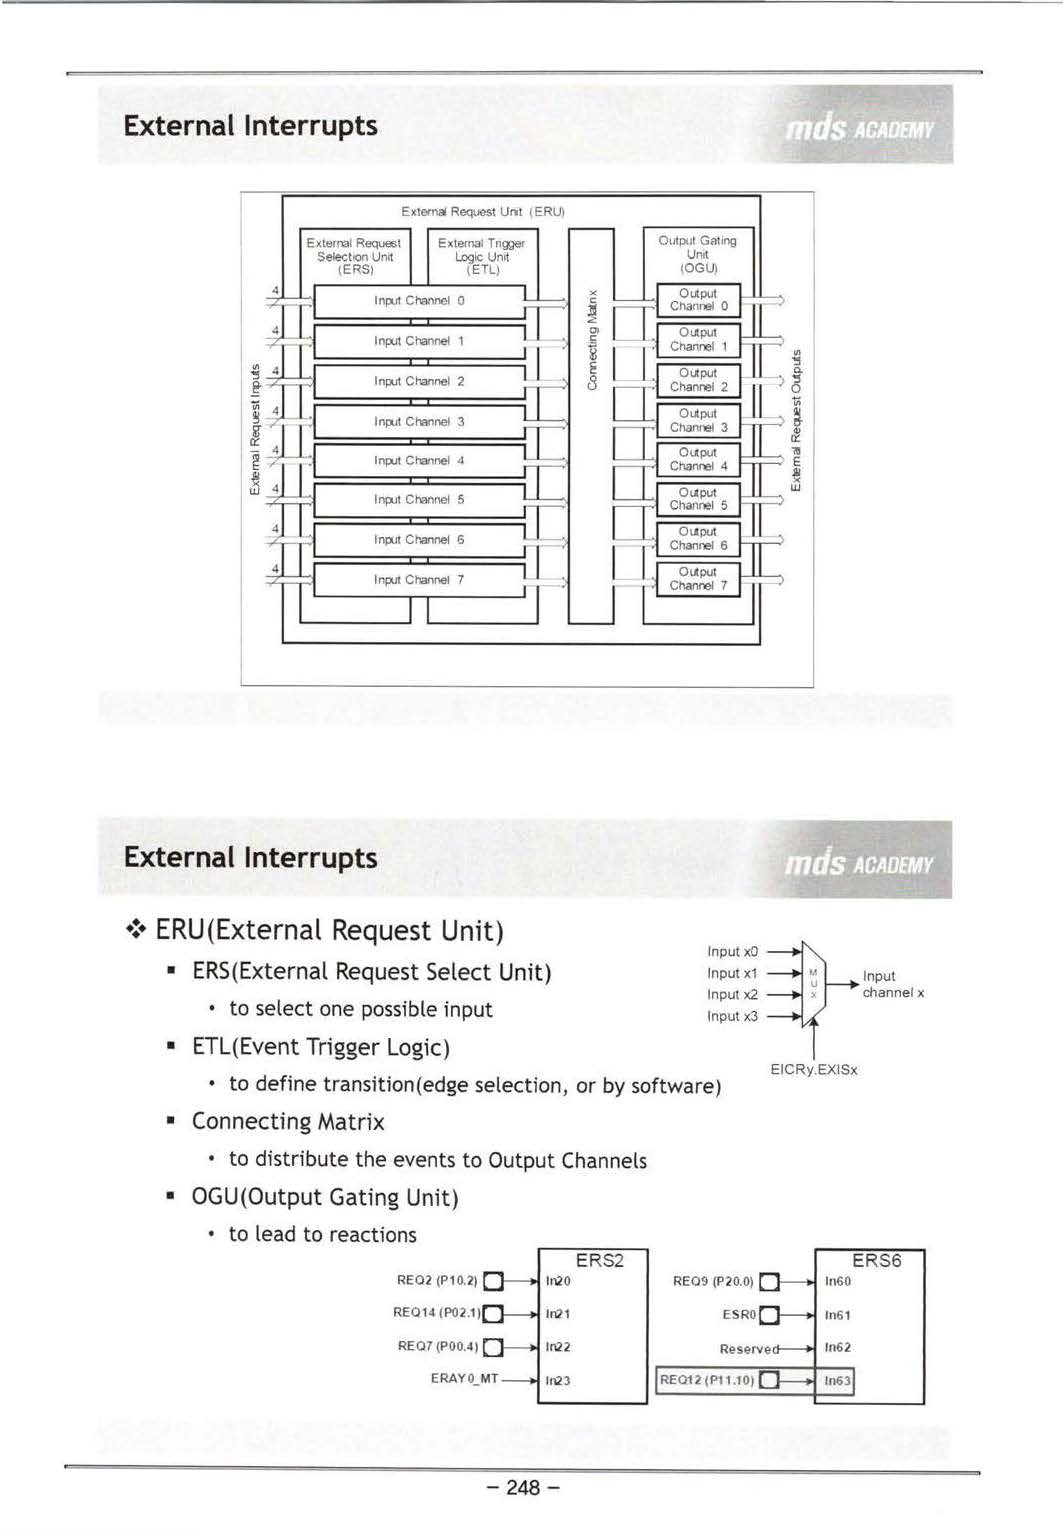 External Interrupts
mds ACADEMY
External Request Unit (ERU)
External Request
Selection Unit
(ERS)
External Trigger
Logic Unit
(ETL)
Output Gating
Unit
(OGU)
External Request Inputs
4
Input Channel 0
4
Input Channel 1
4
Input Channel 2
4
Input Channel 3
4
Input Channel 4
4
Input Channel 5
4
Input Channel 6
4
Input Channel 7
Connecting Matrix
Output
Channel 0
Output
Channel 1
Output
Channel 2
Output
Channel 3
Output
Channel 4
Output
Channel 5
Output
Channel 6
Output
Channel 7
External Request Outputs
External Interrupts
mds ACADEMY
❖ ERU(External Request Unit)
▪ ERS(External Request Select Unit)
• to select one possible input
▪ ETL(Event Trigger Logic)
• to define transition(edge selection, or by software)
▪ Connecting Matrix
• to distribute the events to Output Channels
▪ OGU(Output Gating Unit)
• to lead to reactions
Input x0
Input x1
Input x2
Input x3
M
U
X
Input
channel x
EICRy.EXISx
ERS2
REQ2 (P10.2) In20
REQ14 (P02.1) In21
REQ7 (P00.4) In22
ERAY0_MT In23
ERS6
REQ9 (P20.0) In60
ESR0 In61
Reserved In62
REQ12 (P11.10) In63
- 248 -